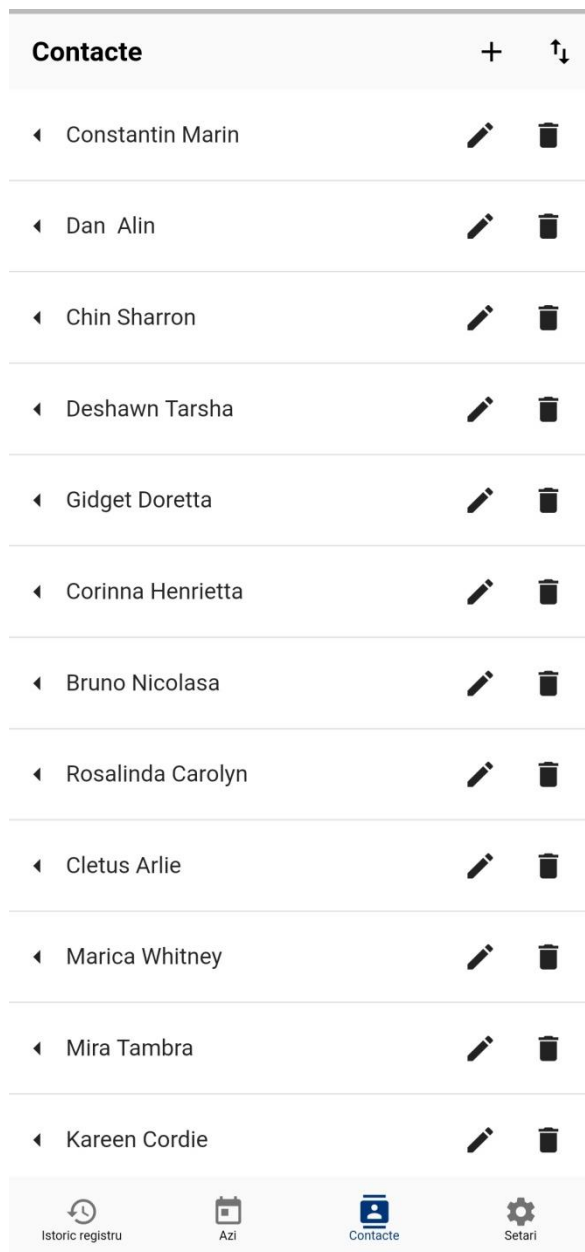 Contacte
Constantin Marin
Dan  Alin
Chin Sharron
Deshawn Tarsha
Gidget Doretta
Corinna Henrietta
Bruno Nicolasa
Rosalinda Carolyn
Cletus Arlie
Marica Whitney
Mira Tambra
Kareen Cordie
Istoric registru
Azi
Contacte
Setari